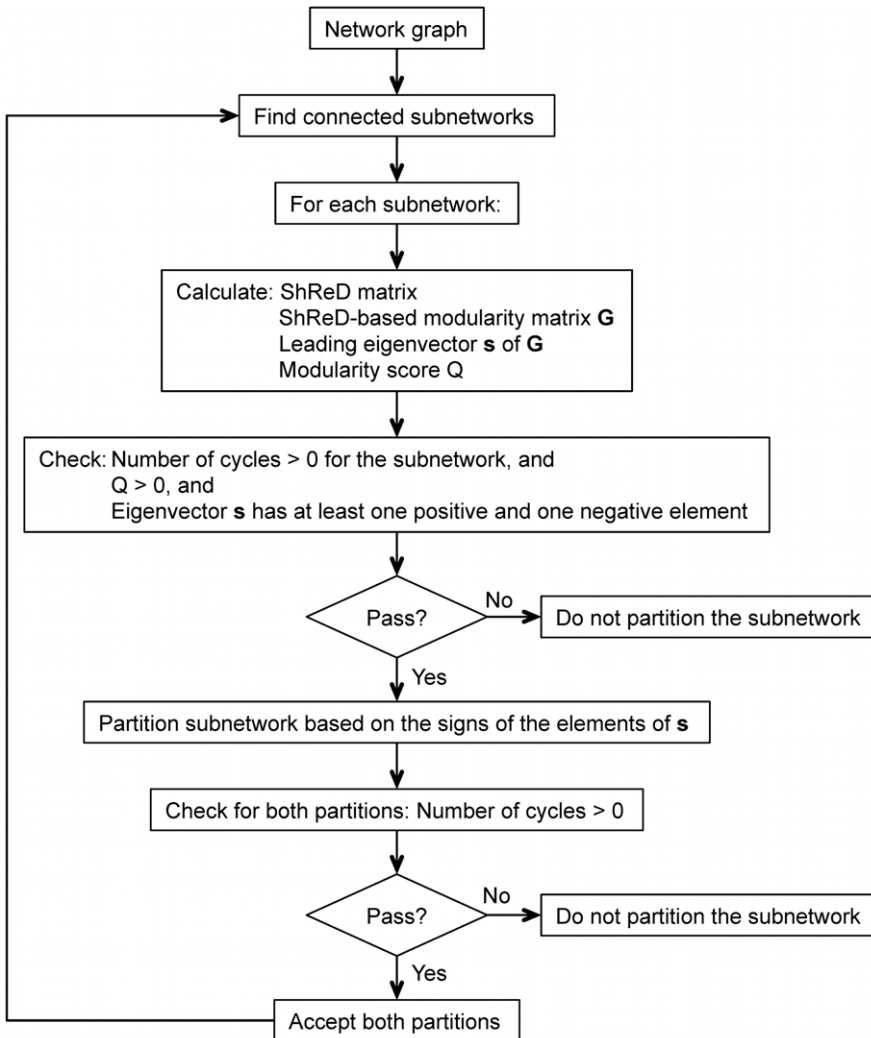 Network graph
Find connected subnetworks
For each subnetwork:
Calculate: ShReD matrix
ShReD-based modularity matrix G
Leading eigenvector s of G
Modularity score Q
Check: Number of cycles > 0 for the subnetwork, and
Q > 0, and
Eigenvector s has at least one positive and one negative element
Pass?
No
Do not partition the subnetwork
Yes
Partition subnetwork based on the signs of the elements of s
Check for both partitions: Number of cycles > 0
Pass?
No
Do not partition the subnetwork
Yes
Accept both partitions